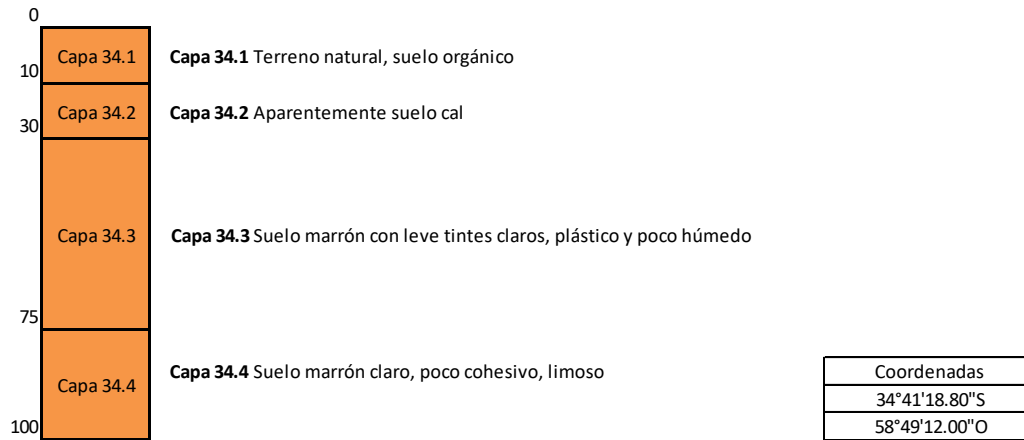 0
Capa 34.1
Capa 34.1 Terreno natural, suelo orgánico
10
Capa 34.2
Capa 34.2 Aparentemente suelo cal
30
Capa 34.3
Capa 34.3 Suelo marrón con leve tintes claros, plástico y poco húmedo
75
Capa 34.4
Capa 34.4 Suelo marrón claro, poco cohesivo, limoso
100
Coordenadas
34°41'18.80"S
58°49'12.00"O